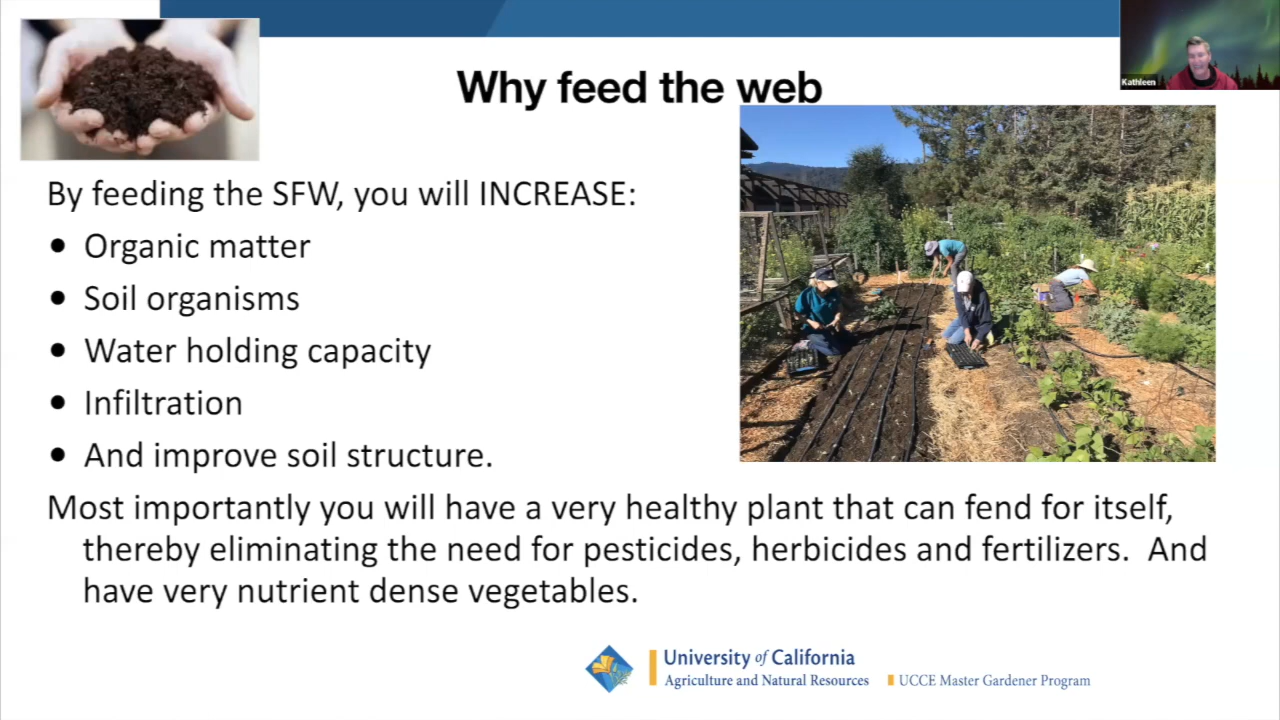 Why feed the web
Kathleen
By feeding the SFW, you will INCREASE:
• Organic matter
• Soil organisms
• Water holding capacity
• Infiltration
• And improve soil structure.
Most importantly you will have a very healthy plant that can fend for itself,
thereby eliminating the need for pesticides, herbicides and fertilizers. And
have very nutrient dense vegetables.
University of California
Agriculture and Natural Resources
UCCE Master Gardener Program